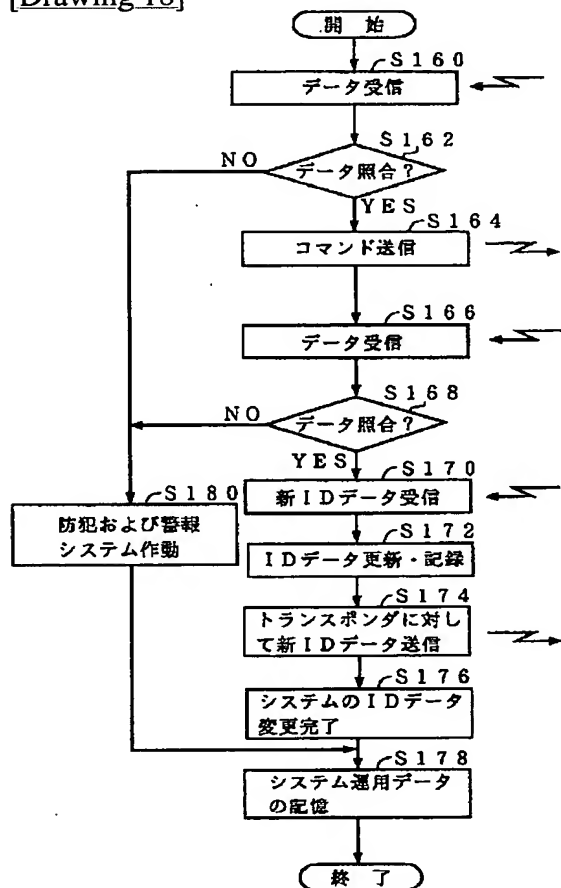 [Drawing 18]
開 始
S160
データ受信
S162
NO
データ照合?
YES
S164
コマンド送信
S166
データ受信
S168
NO
データ照合?
YES
S170
新IDデータ受信
S180
防犯および警報
システム作動
S172
IDデータ更新・記録
S174
トランスポンダに対し
て新IDデータ送信
S176
システムのIDデータ
変更完了
S178
システム運用データ
の記憶
終 了